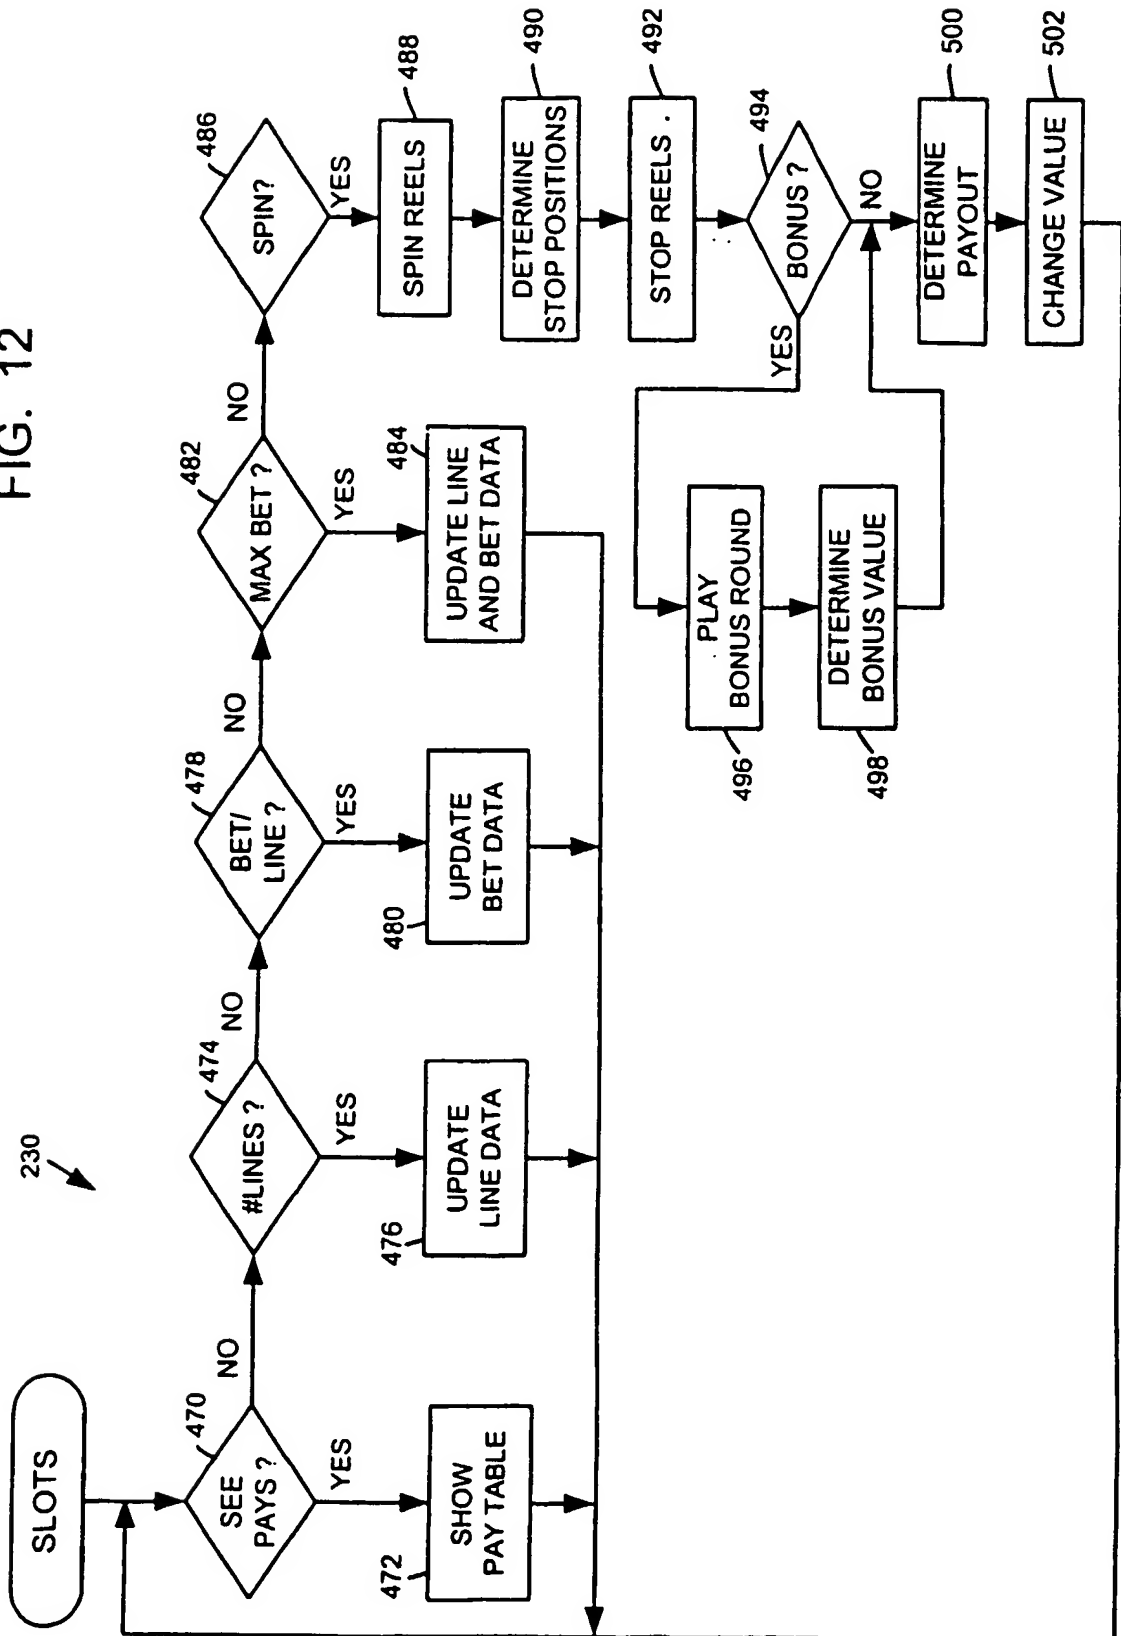 FIG. 12
230
SLOTS
470
SEE
PAYS ?
NO
YES
472
SHOW
PAY TABLE
474
#LINES ?
NO
YES
476
UPDATE
LINE DATA
478
BET/
LINE ?
NO
YES
480
UPDATE
BET DATA
482
MAX BET ?
NO
YES
484
UPDATE LINE
AND BET DATA
486
SPIN?
YES
488
SPIN REELS
490
DETERMINE
STOP POSITIONS
492
STOP REELS
494
BONUS ?
YES
NO
496
PLAY
BONUS ROUND
498
DETERMINE
BONUS VALUE
500
DETERMINE
PAYOUT
502
CHANGE VALUE